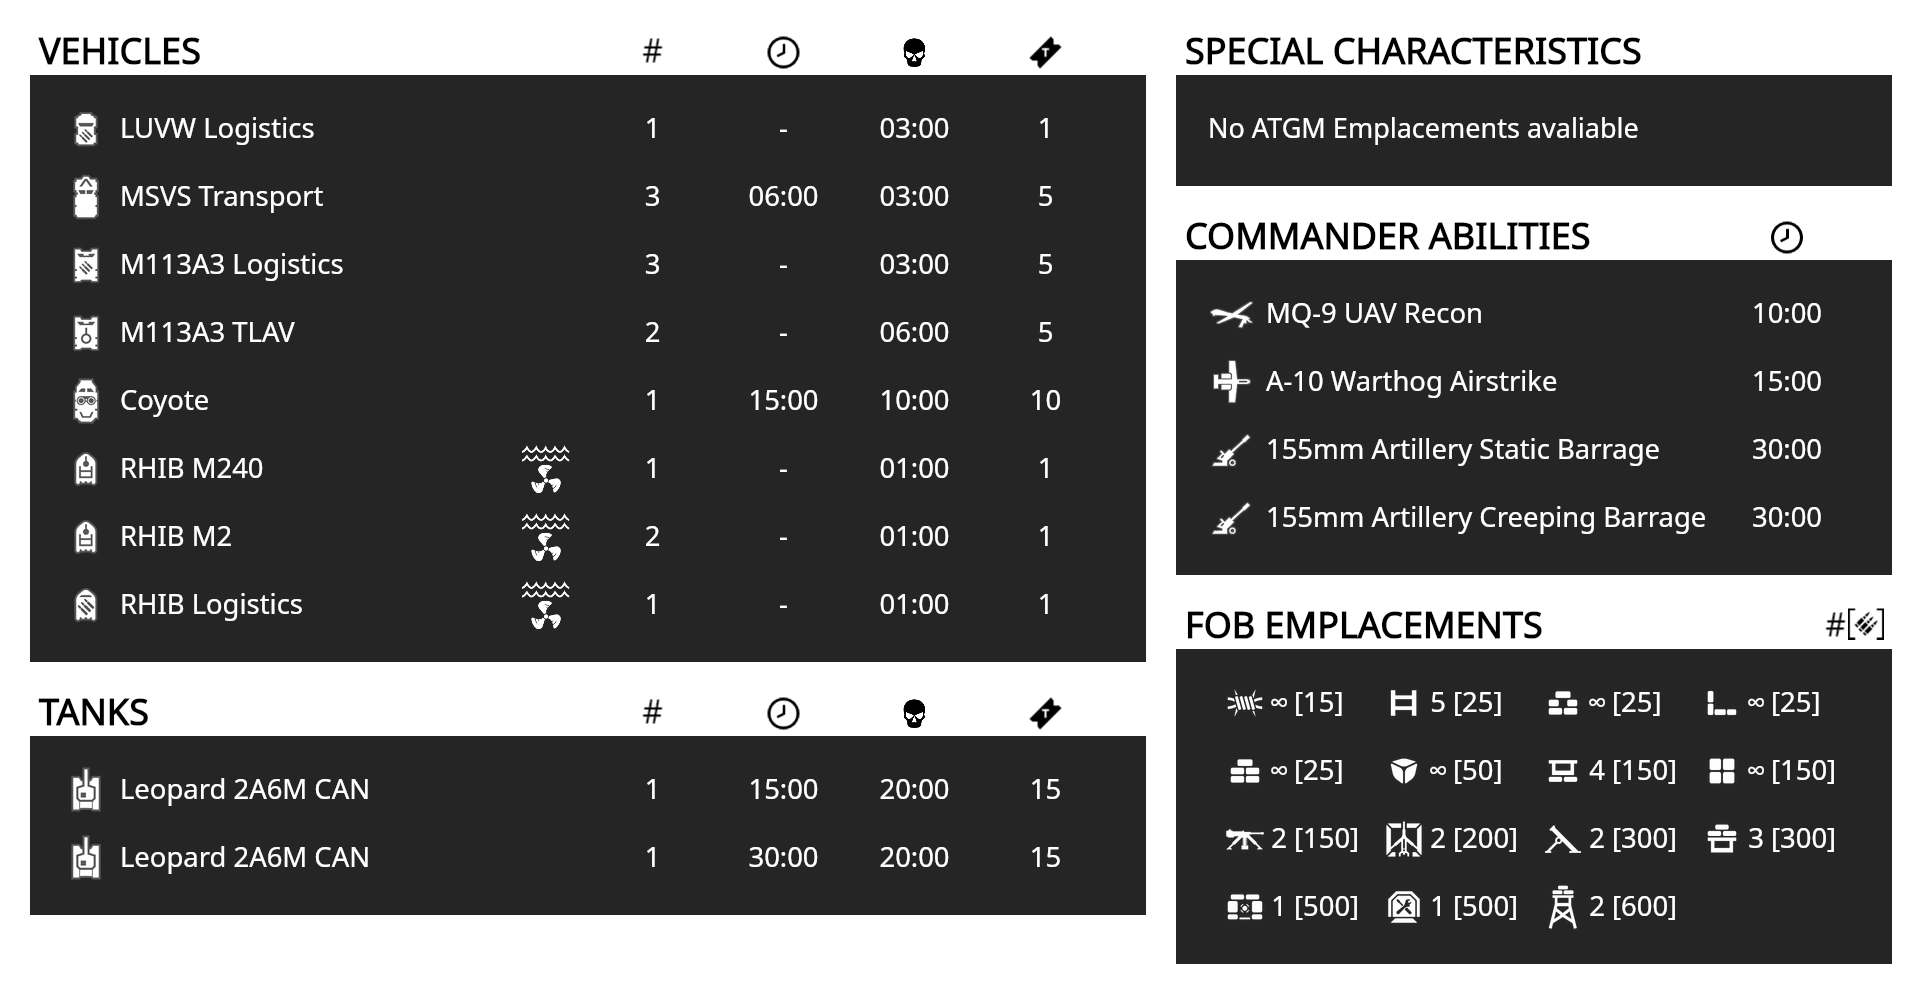 VEHICLES #
LUVW Logistics 1 - 03:00 1
MSVS Transport 3 06:00 03:00 5
M113A3 Logistics 3 - 03:00 5
M113A3 TLAV 2 - 06:00 5
Coyote 1 15:00 10:00 10
RHIB M240 1 - 01:00 1
RHIB M2 2 - 01:00 1
RHIB Logistics 1 - 01:00 1
TANKS #
Leopard 2A6M CAN 1 15:00 20:00 15
Leopard 2A6M CAN 1 30:00 20:00 15
SPECIAL CHARACTERISTICS
No ATGM Emplacements avaliable
COMMANDER ABILITIES
MQ-9 UAV Recon 10:00
A-10 Warthog Airstrike 15:00
155mm Artillery Static Barrage 30:00
155mm Artillery Creeping Barrage 30:00
FOB EMPLACEMENTS #[]
∞ [15] 5 [25] ∞ [25] ∞ [25]
∞ [25] ∞ [50] 4 [150] ∞ [150]
2 [150] 2 [200] 2 [300] 3 [300]
1 [500] 1 [500] 2 [600]